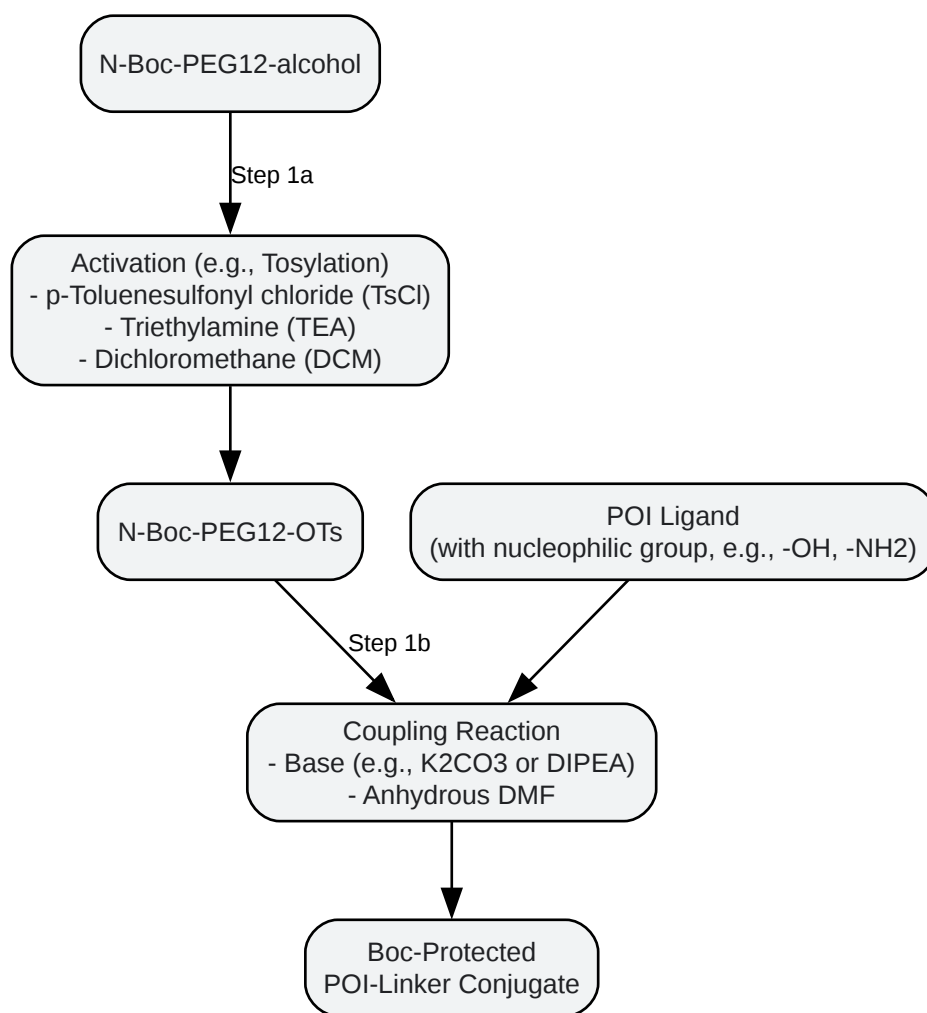 N-Boc-PEG12-alcohol
Step 1a
Activation (e.g., Tosylation)
- p-Toluenesulfonyl chloride (TsCl)
- Triethylamine (TEA)
- Dichloromethane (DCM)
N-Boc-PEG12-OTs
POI Ligand
(with nucleophilic group, e.g., -OH, -NH2)
Step 1b
Coupling Reaction
- Base (e.g., K2CO3 or DIPEA)
- Anhydrous DMF
Boc-Protected
POI-Linker Conjugate